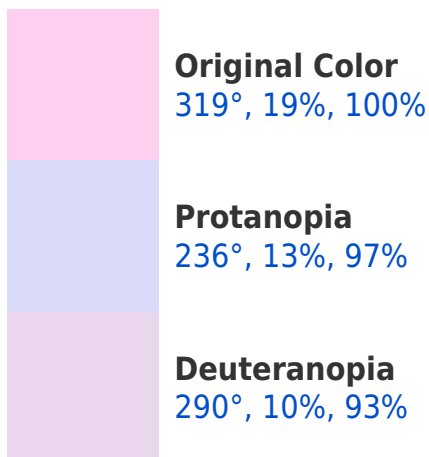 Original Color
319°, 19%, 100%
Protanopia
236°, 13%, 97%
Deuteranopia
290°, 10%, 93%